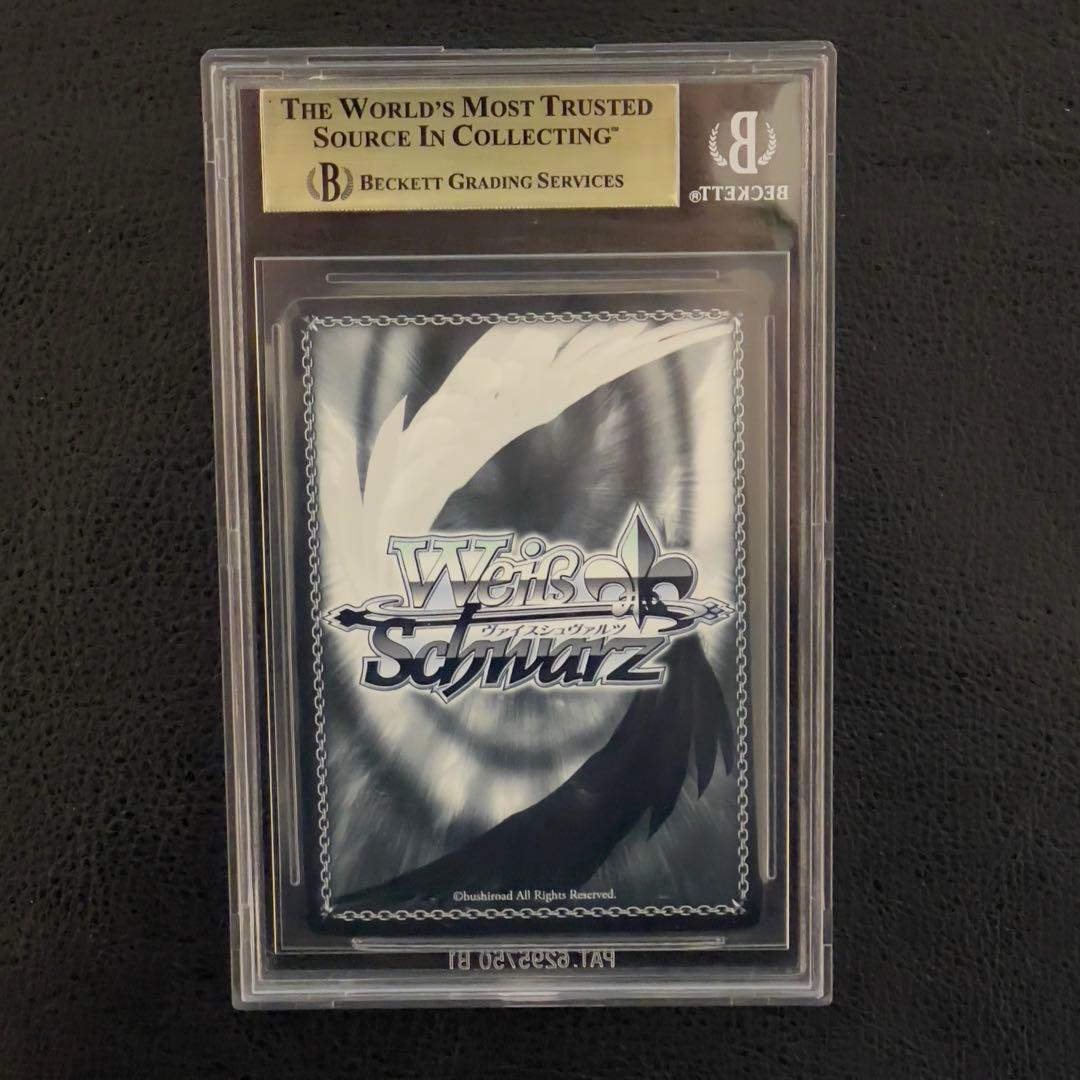 THE WORLD'S MOST TRUSTED
SOURCE IN COLLECTING™
B BECKETT GRADING SERVICES
B
BECKETT®
Weiß
ヴァイスシュヴァルツ
Schwarz
©bushiroad All Rights Reserved.
PAT. 6295750 B1